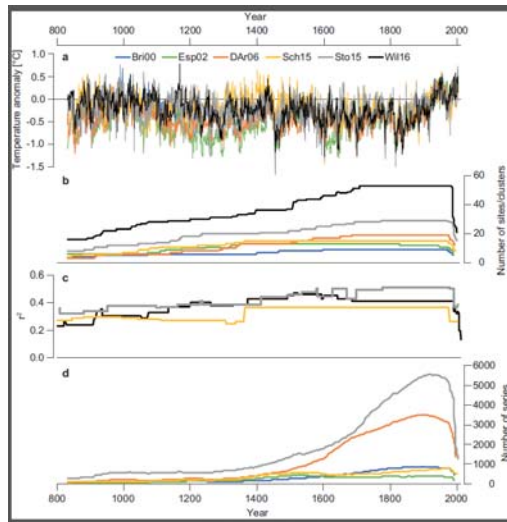 Year
800 1000 1200 1400 1600 1800 2000
a Bri00 Esp02 DAr06 Sch15 Sto15 Wil16
Temperature anomaly [°C]
1.0
0.5
0.0
-0.5
-1.0
-1.5
b
Number of sites/clusters
60
40
20
0
c
r²
0.6
0.4
0.2
0.0
d
Number of series
6000
5000
4000
3000
2000
1000
0
800 1000 1200 1400 1600 1800 2000
Year